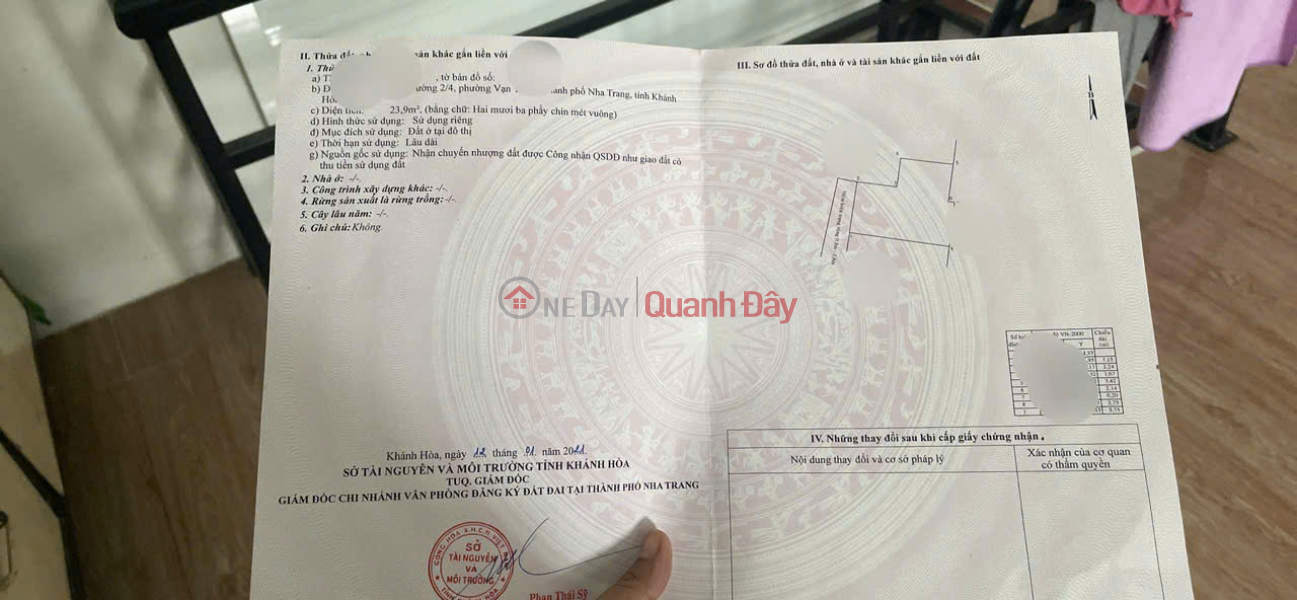 II. Thửa sản khác gắn liền với
1.
a) , tờ bản đồ số:
b) 2/4, phường Vạn phố Nha Trang, tỉnh Khánh
c) Diện 23,9m², (bằng chữ: Hai mươi ba phẩy chín mét vuông)
d) Hình thức sử dụng: Sử dụng riêng
đ) Mục đích sử dụng: Đất ở tại đô thị
e) Thời hạn sử dụng: Lâu dài
g) Nguồn gốc sử dụng: Nhận chuyển nhượng đất được Công nhận QSDĐ như giao đất có
thu tiền sử dụng đất
2. Nhà ở: -/-.
3. Công trình xây dựng khác: -/-.
4. Rừng sản xuất là rừng trồng: -/-.
5. Cây lâu năm: -/-.
6. Ghi chú: Không.
Khánh Hòa, ngày tháng 01 năm
SỞ TÀI NGUYÊN VÀ MÔI TRƯỜNG TỈNH KHÁNH HÒA
TUQ. GIÁM ĐỐC
GIÁM ĐỐC CHI NHÁNH VĂN PHÒNG ĐĂNG KÝ ĐẤT ĐAI TẠI THÀNH PHỐ NHA TRANG
SỞ
TÀI NGUYÊN
VÀ
MÔI TRƯỜNG
Phan Thái Sỹ
III. Sơ đồ thửa đất, nhà ở và tài sản khác gắn liền với đất
B
VN-2000 Chiều
dài
Y (m)
IV. Những thay đổi sau khi cấp giấy chứng nhận
Nội dung thay đổi và cơ sở pháp lý
Xác nhận của cơ quan
có thẩm quyền
ONE DAY Quanh Đây